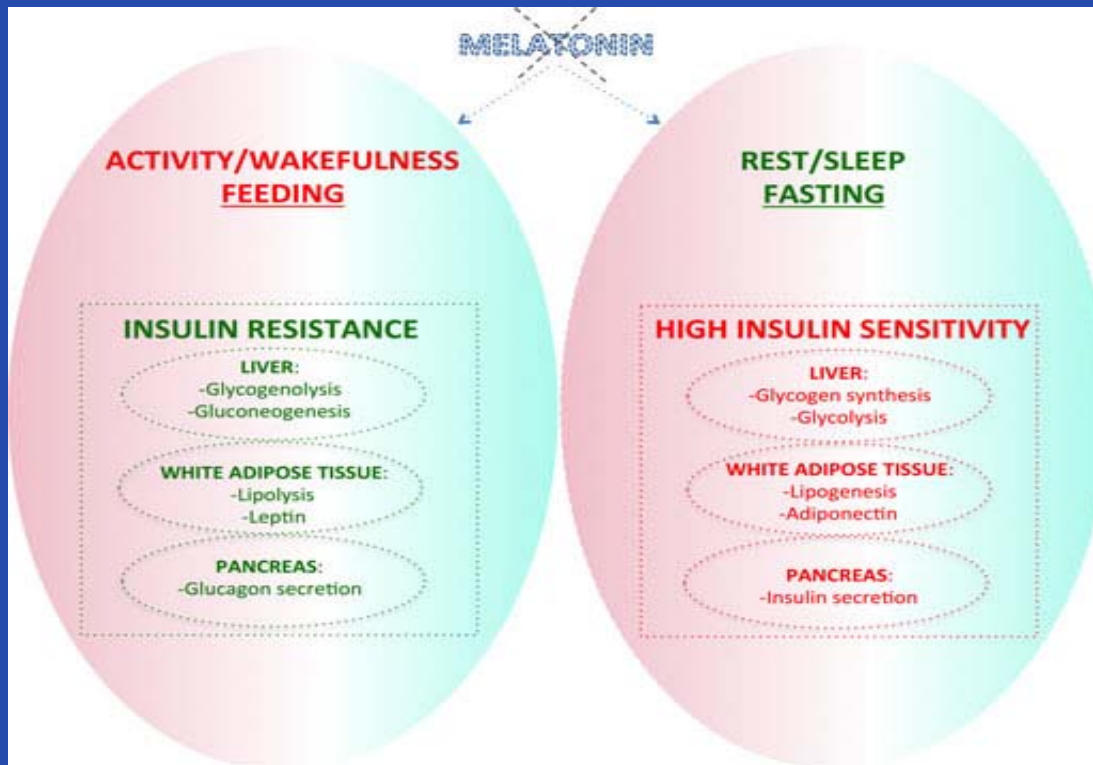 MELATONIN
ACTIVITY/WAKEFULNESS
FEEDING
INSULIN RESISTANCE
LIVER:
-Glycogenolysis
-Gluconeogenesis
WHITE ADIPOSE TISSUE:
-Lipolysis
-Leptin
PANCREAS:
-Glucagon secretion
REST/SLEEP
FASTING
HIGH INSULIN SENSITIVITY
LIVER:
-Glycogen synthesis
-Glycolysis
WHITE ADIPOSE TISSUE:
-Lipogenesis
-Adiponectin
PANCREAS:
-Insulin secretion